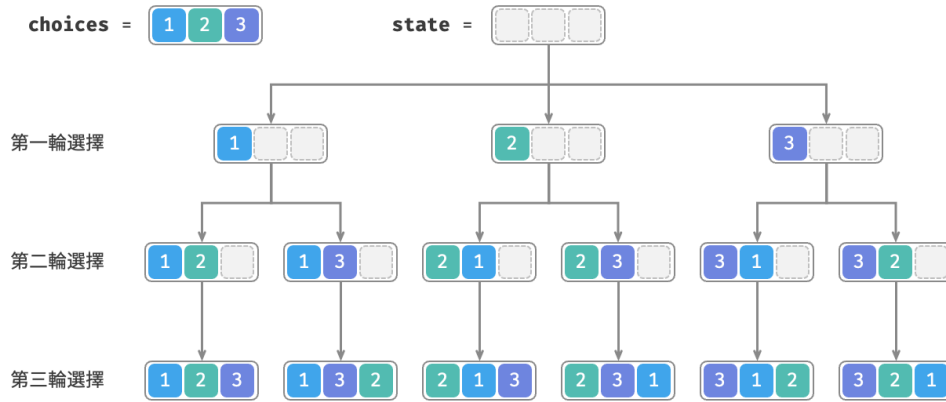 choices = 1 2 3 state =
第一輪選擇 1 2 3
第二輪選擇 1 2 1 3 2 1 2 3 3 1 3 2
第三輪選擇 1 2 3 1 3 2 2 1 3 2 3 1 3 1 2 3 2 1